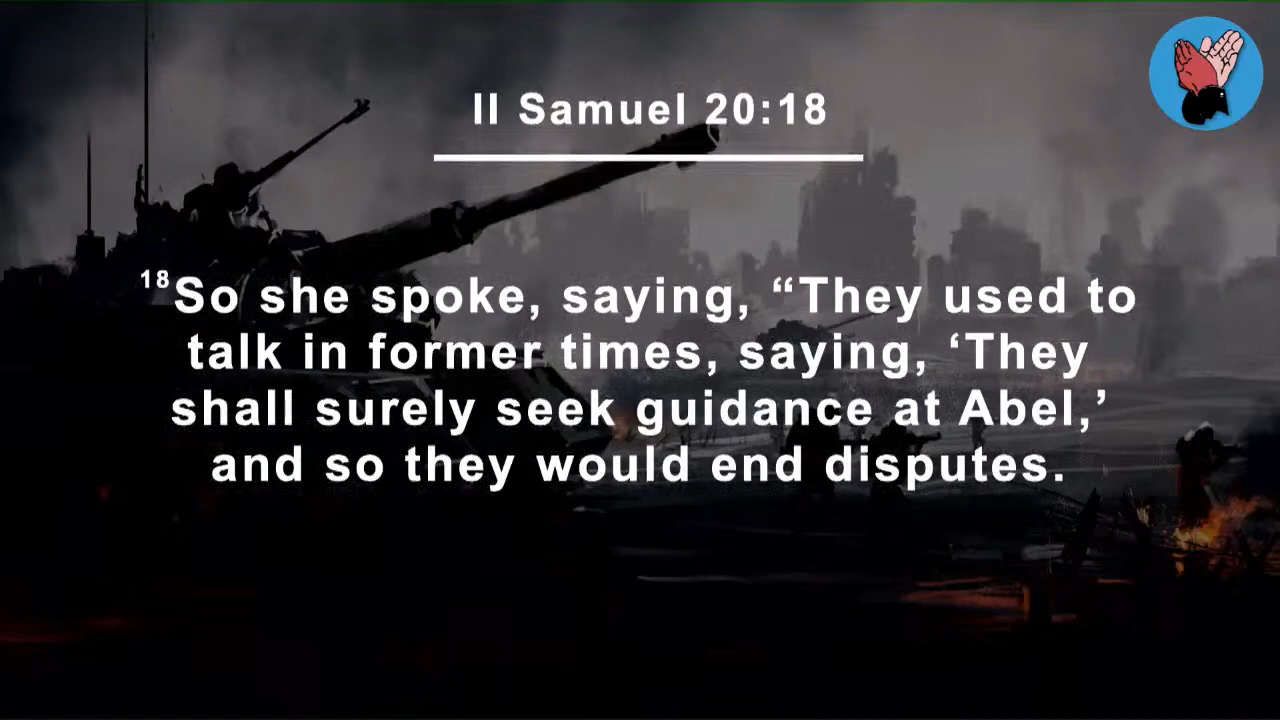 II Samuel 20:18
18So she spoke, saying, “They used to
talk in former times, saying, ‘They
shall surely seek guidance at Abel,’
and so they would end disputes.